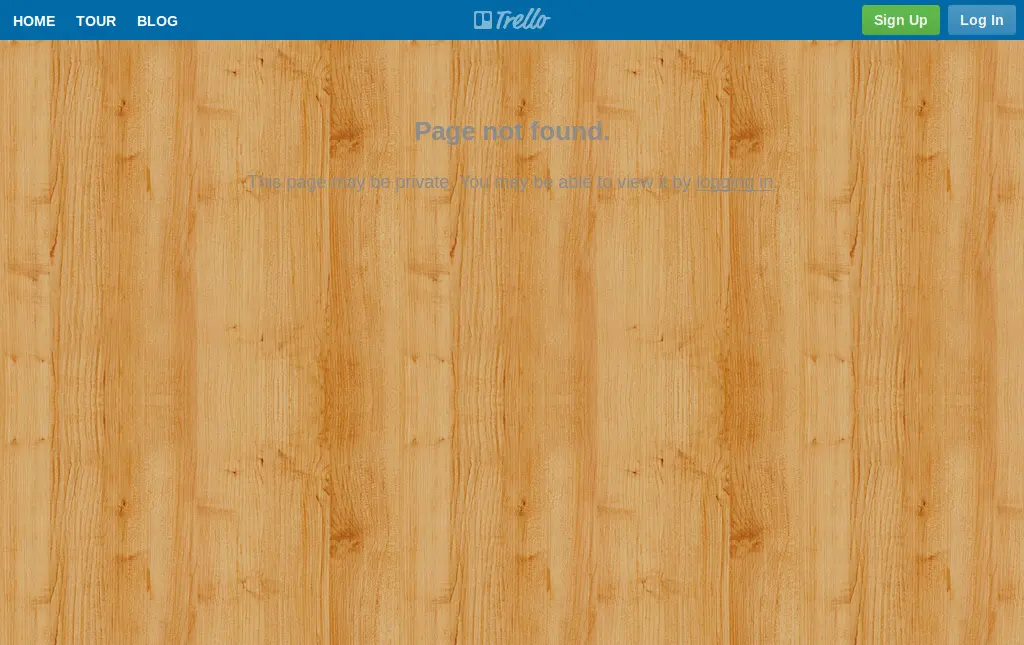 HOME TOUR BLOG Trello Sign Up Log In
Page not found.
This page may be private. You may be able to view it by logging in.